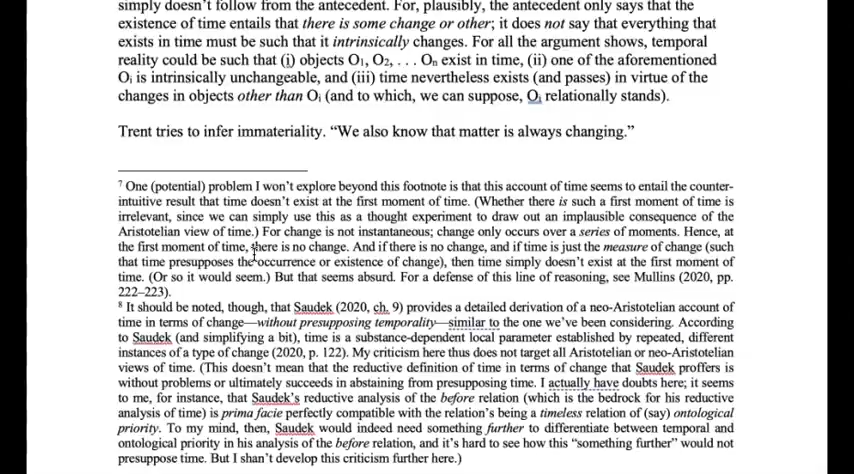 simply doesn't follow from the antecedent. For, plausibly, the antecedent only says that the
existence of time entails that there is some change or other; it does not say that everything that
exists in time must be such that it intrinsically changes. For all the argument shows, temporal
reality could be such that (i) objects O1, O2, . . . On exist in time, (ii) one of the aforementioned
Oi is intrinsically unchangeable, and (iii) time nevertheless exists (and passes) in virtue of the
changes in objects other than Oi (and to which, we can suppose, Oi relationally stands).
Trent tries to infer immateriality. “We also know that matter is always changing.”
7 One (potential) problem I won't explore beyond this footnote is that this account of time seems to entail the counter-
intuitive result that time doesn't exist at the first moment of time. (Whether there is such a first moment of time is
irrelevant, since we can simply use this as a thought experiment to draw out an implausible consequence of the
Aristotelian view of time.) For change is not instantaneous; change only occurs over a series of moments. Hence, at
the first moment of time, there is no change. And if there is no change, and if time is just the measure of change (such
that time presupposes the occurrence or existence of change), then time simply doesn't exist at the first moment of
time. (Or so it would seem.) But that seems absurd. For a defense of this line of reasoning, see Mullins (2020, pp.
222–223).
8 It should be noted, though, that Saudek (2020, ch. 9) provides a detailed derivation of a neo-Aristotelian account of
time in terms of change—without presupposing temporality—similar to the one we've been considering. According
to Saudek (and simplifying a bit), time is a substance-dependent local parameter established by repeated, different
instances of a type of change (2020, p. 122). My criticism here thus does not target all Aristotelian or neo-Aristotelian
views of time. (This doesn't mean that the reductive definition of time in terms of change that Saudek proffers is
without problems or ultimately succeeds in abstaining from presupposing time. I actually have doubts here; it seems
to me, for instance, that Saudek's reductive analysis of the before relation (which is the bedrock for his reductive
analysis of time) is prima facie perfectly compatible with the relation's being a timeless relation of (say) ontological
priority. To my mind, then, Saudek would indeed need something further to differentiate between temporal and
ontological priority in his analysis of the before relation, and it's hard to see how this “something further” would not
presuppose time. But I shan't develop this criticism further here.)